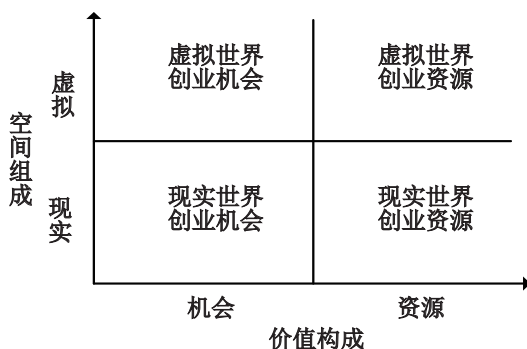 虚拟世界
创业机会
虚拟世界
创业资源
虚拟
空间组成
现实世界
创业机会
现实世界
创业资源
现实
机会
资源
价值构成